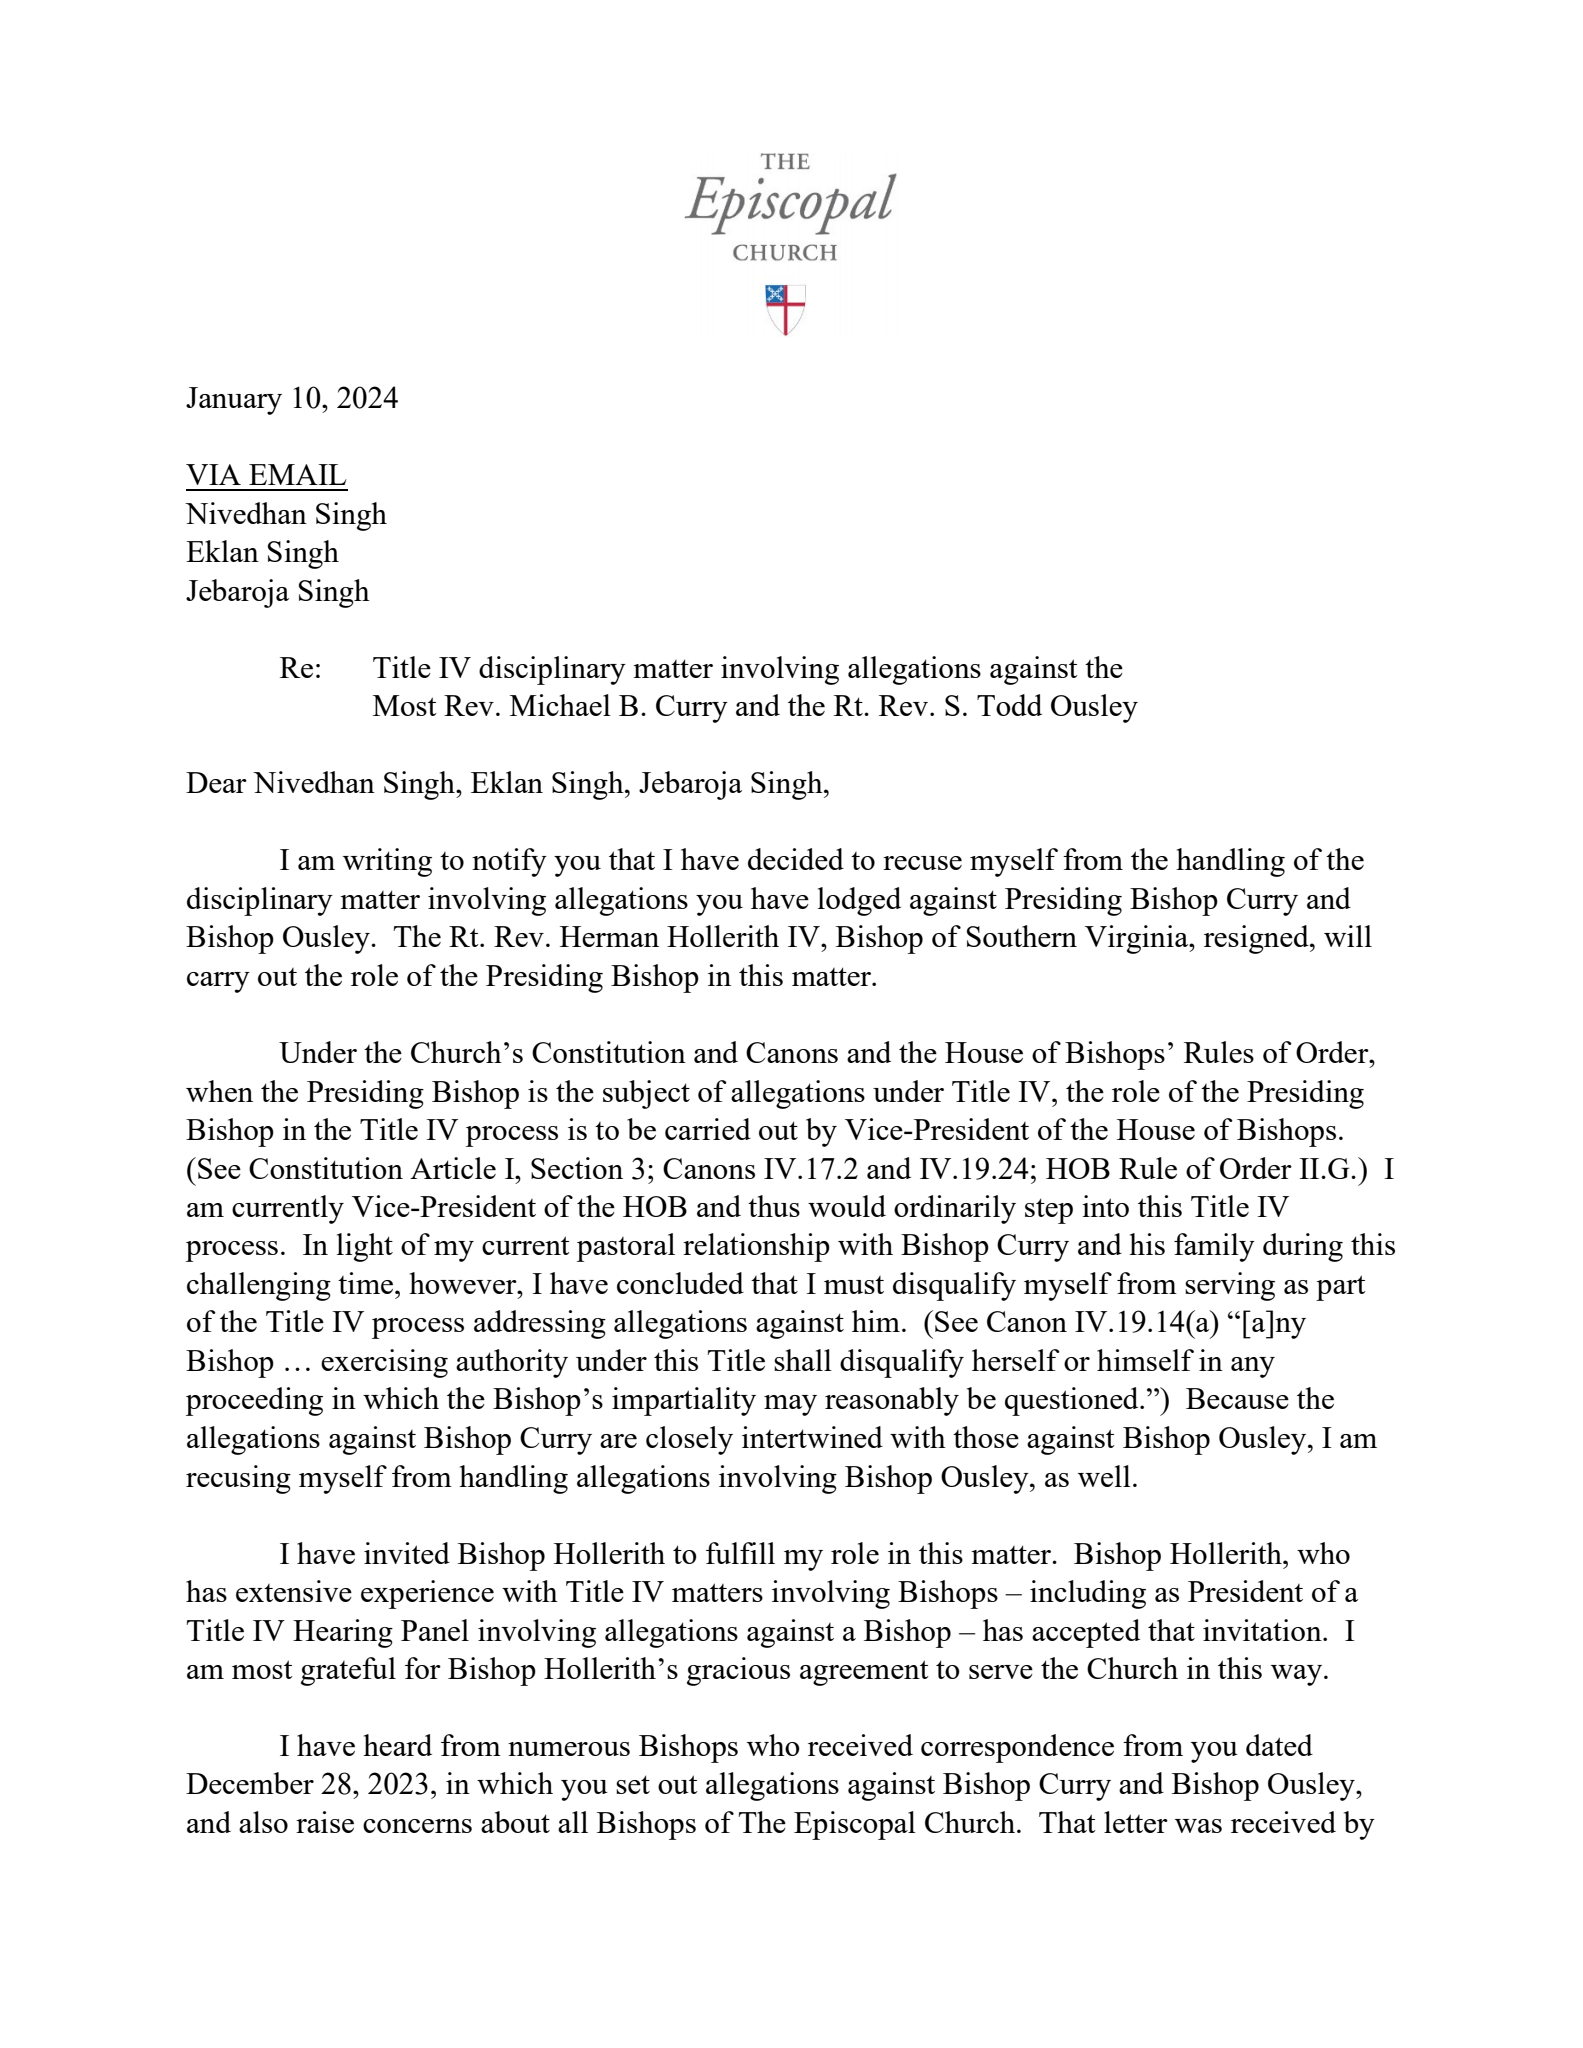 THE
Episcopal
CHURCH
January 10, 2024
VIA EMAIL
Nivedhan Singh
Eklan Singh
Jebaroja Singh
Re: Title IV disciplinary matter involving allegations against the
Most Rev. Michael B. Curry and the Rt. Rev. S. Todd Ousley
Dear Nivedhan Singh, Eklan Singh, Jebaroja Singh,
I am writing to notify you that I have decided to recuse myself from the handling of the
disciplinary matter involving allegations you have lodged against Presiding Bishop Curry and
Bishop Ousley.  The Rt. Rev. Herman Hollerith IV, Bishop of Southern Virginia, resigned, will
carry out the role of the Presiding Bishop in this matter.
Under the Church’s Constitution and Canons and the House of Bishops’ Rules of Order,
when the Presiding Bishop is the subject of allegations under Title IV, the role of the Presiding
Bishop in the Title IV process is to be carried out by Vice-President of the House of Bishops.
(See Constitution Article I, Section 3; Canons IV.17.2 and IV.19.24; HOB Rule of Order II.G.)  I
am currently Vice-President of the HOB and thus would ordinarily step into this Title IV
process.  In light of my current pastoral relationship with Bishop Curry and his family during this
challenging time, however, I have concluded that I must disqualify myself from serving as part
of the Title IV process addressing allegations against him.  (See Canon IV.19.14(a) “[a]ny
Bishop … exercising authority under this Title shall disqualify herself or himself in any
proceeding in which the Bishop’s impartiality may reasonably be questioned.”)  Because the
allegations against Bishop Curry are closely intertwined with those against Bishop Ousley, I am
recusing myself from handling allegations involving Bishop Ousley, as well.
I have invited Bishop Hollerith to fulfill my role in this matter.  Bishop Hollerith, who
has extensive experience with Title IV matters involving Bishops – including as President of a
Title IV Hearing Panel involving allegations against a Bishop – has accepted that invitation.  I
am most grateful for Bishop Hollerith’s gracious agreement to serve the Church in this way.
I have heard from numerous Bishops who received correspondence from you dated
December 28, 2023, in which you set out allegations against Bishop Curry and Bishop Ousley,
and also raise concerns about all Bishops of The Episcopal Church.  That letter was received by